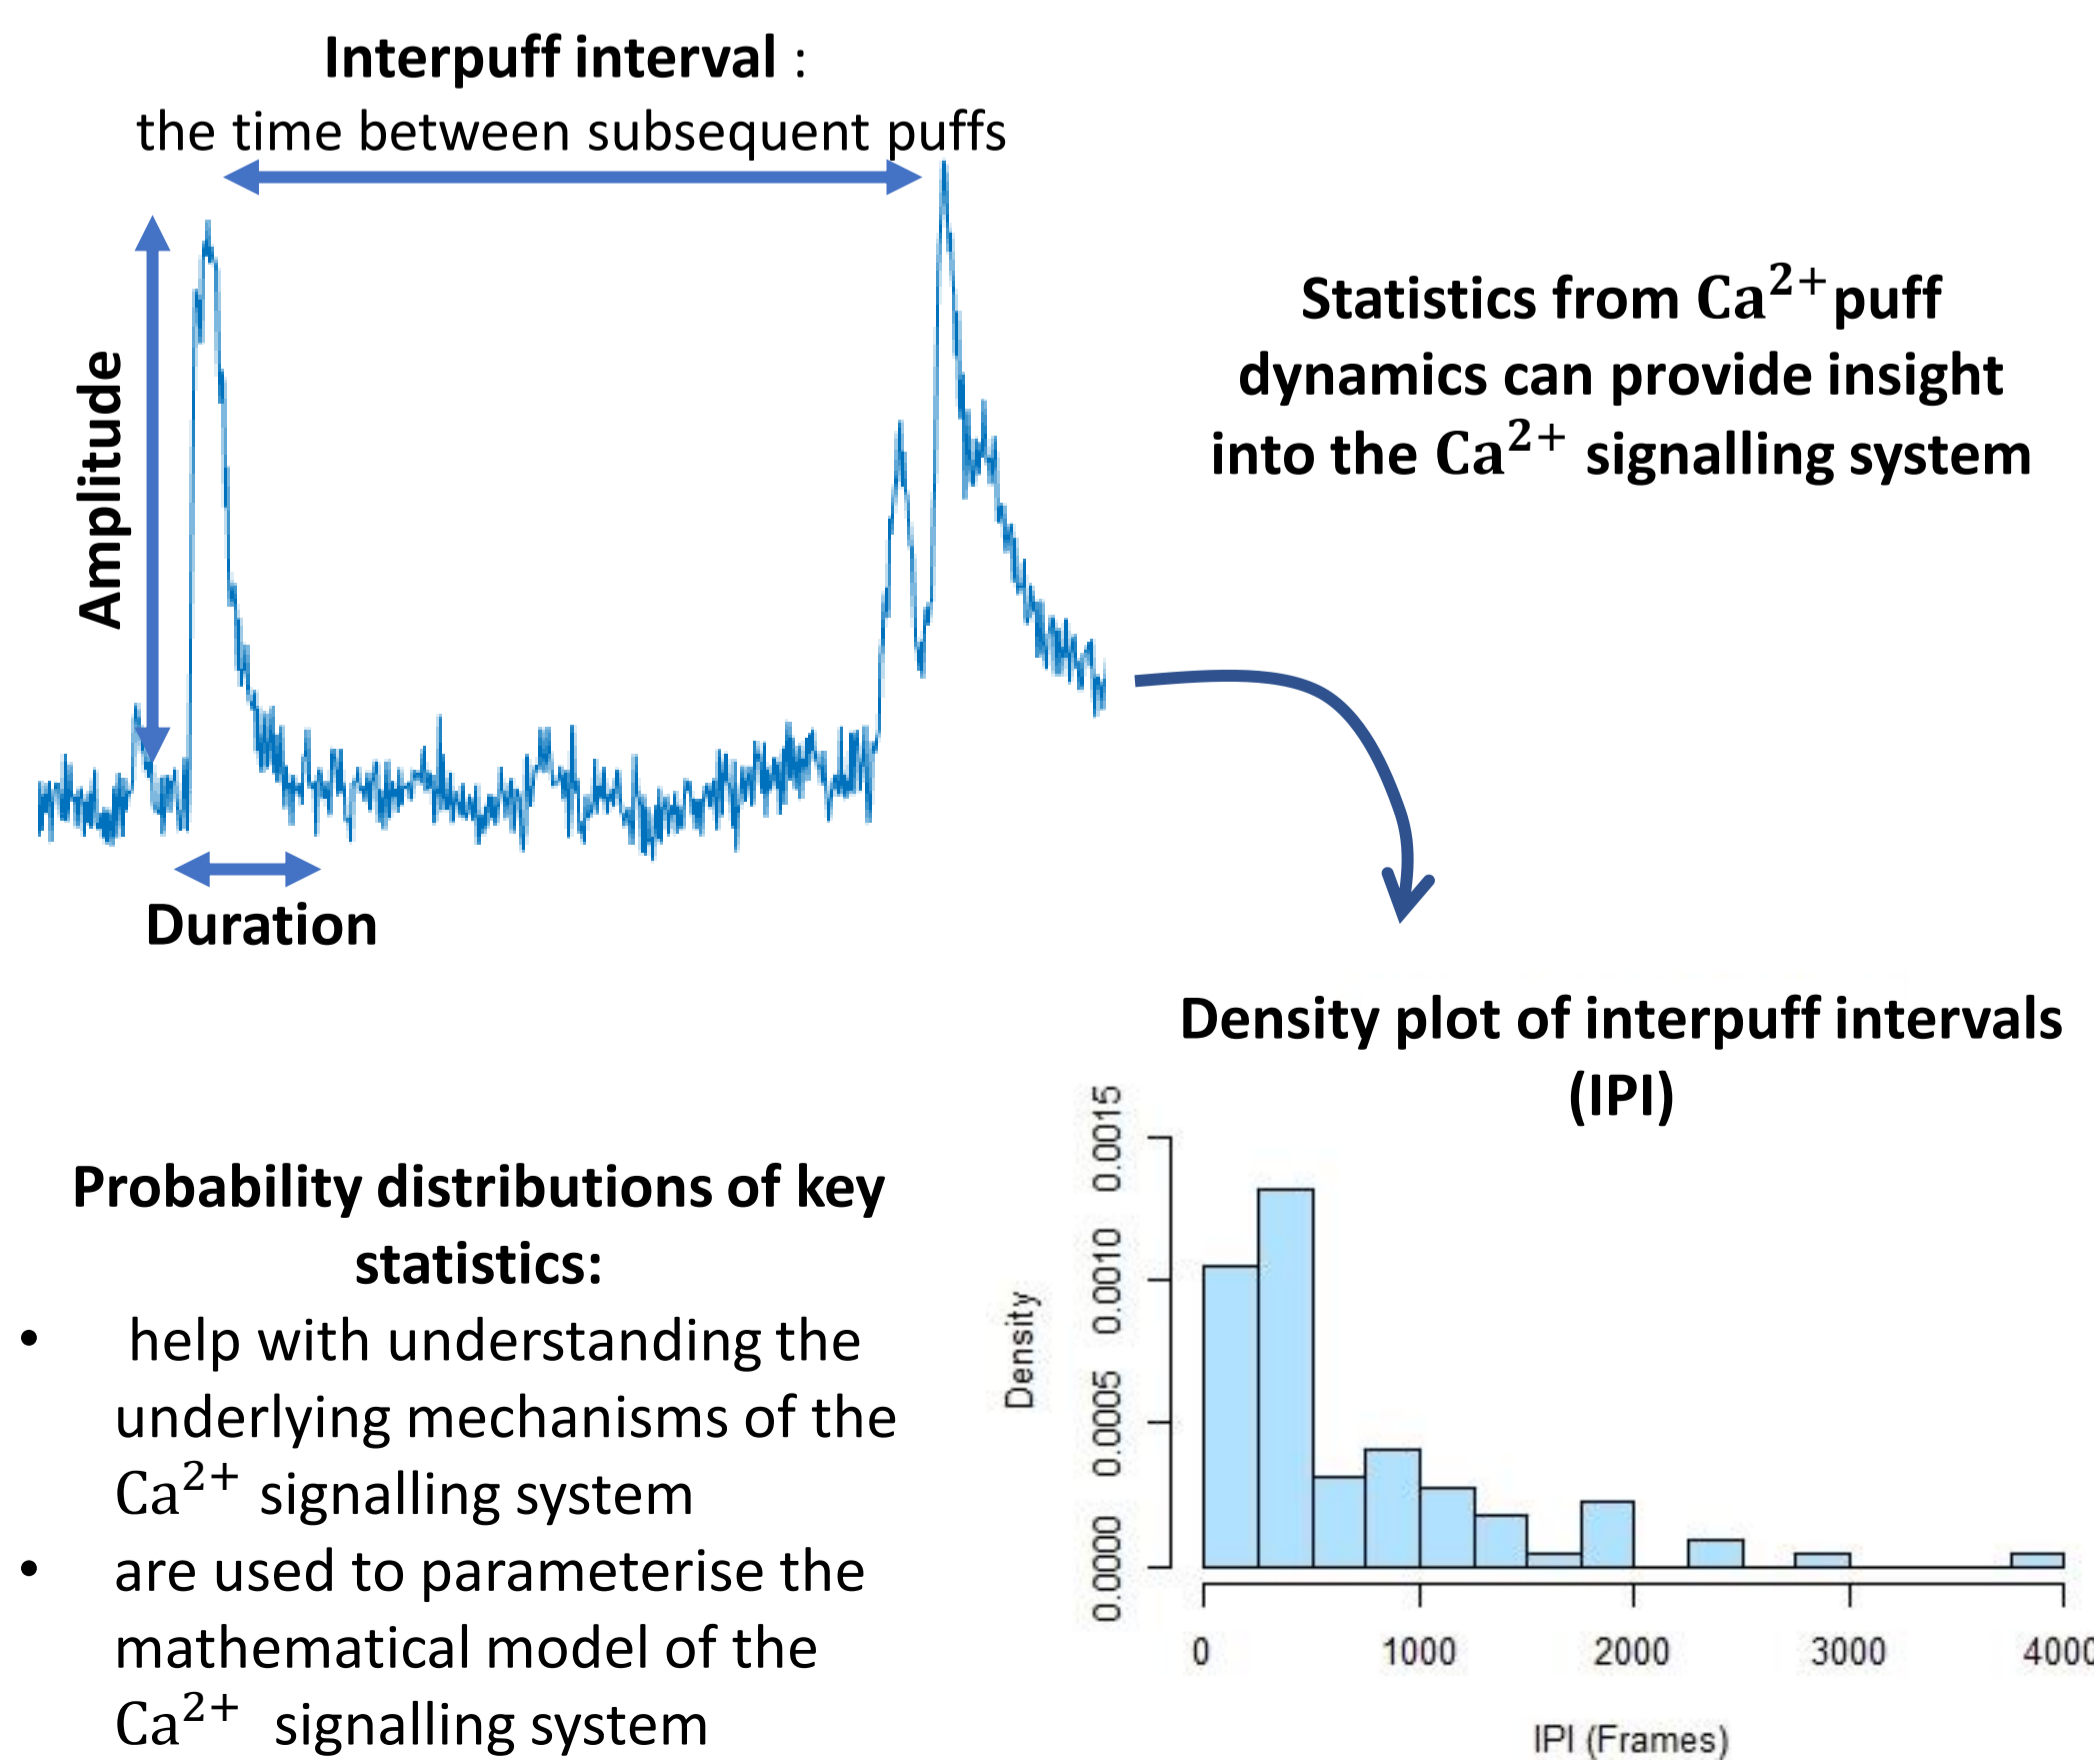 Interpuff interval :
the time between subsequent puffs
Amplitude
Duration
Statistics from Ca²⁺puff
dynamics can provide insight
into the Ca²⁺ signalling system
Density plot of interpuff intervals
(IPI)
Probability distributions of key
statistics:
• help with understanding the
underlying mechanisms of the
Ca²⁺ signalling system
• are used to parameterise the
mathematical model of the
Ca²⁺ signalling system
Density
0.0015
0.0010
0.0005
0.0000
0 1000 2000 3000 4000
IPI (Frames)